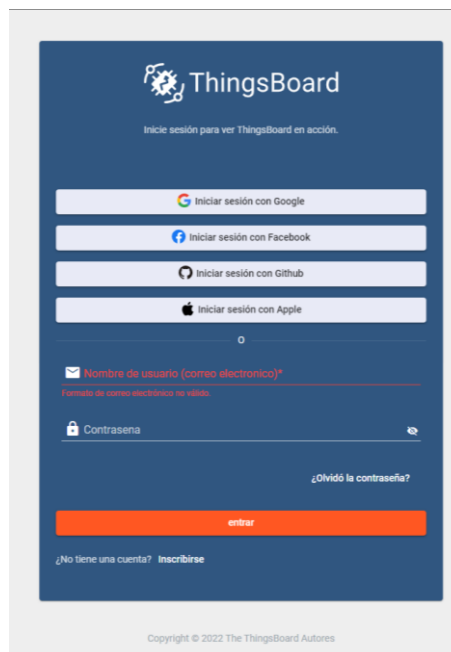 ThingsBoard
Inicie sesión para ver ThingsBoard en acción.
Iniciar sesión con Google
Iniciar sesión con Facebook
Iniciar sesión con Github
Iniciar sesión con Apple
O
Nombre de usuario (correo electronico)*
Formato de correo electrónico no válido.
Contrasena
¿Olvidó la contraseña?
entrar
¿No tiene una cuenta? Inscribirse
Copyright © 2022 The ThingsBoard Autores